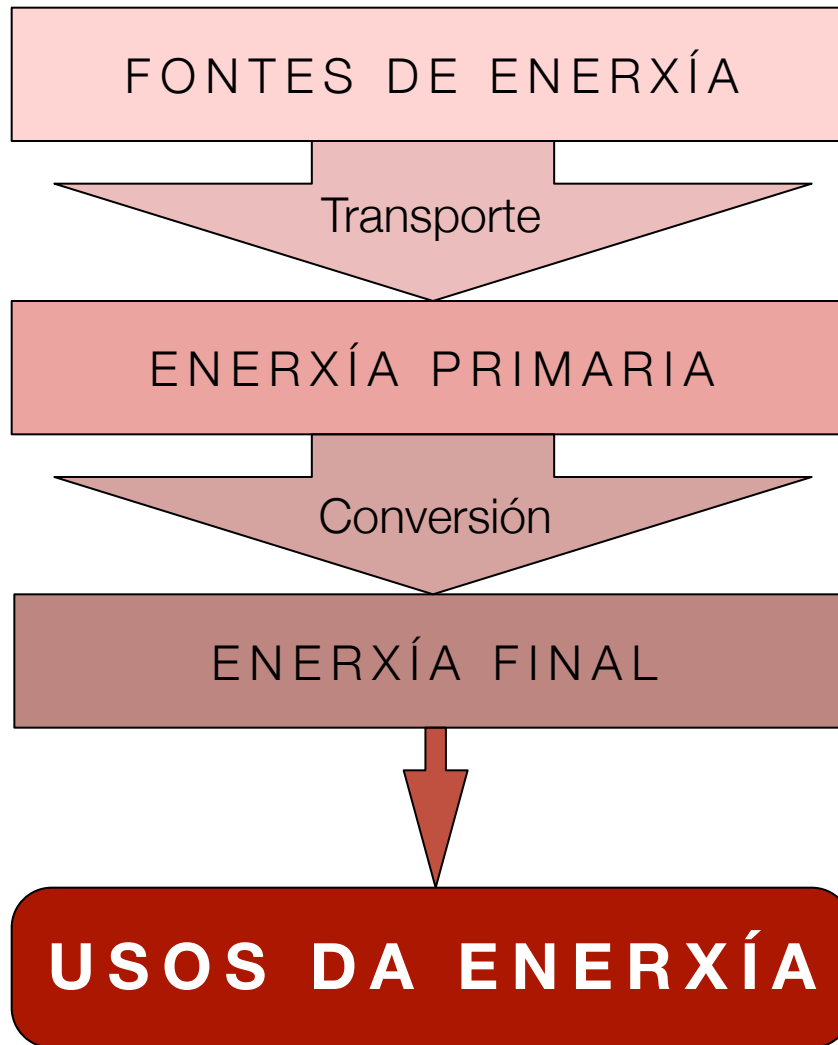 FONTES DE ENERXÍA
Transporte
ENERXÍA PRIMARIA
Conversión
ENERXÍA FINAL
USOS DA ENERXÍA